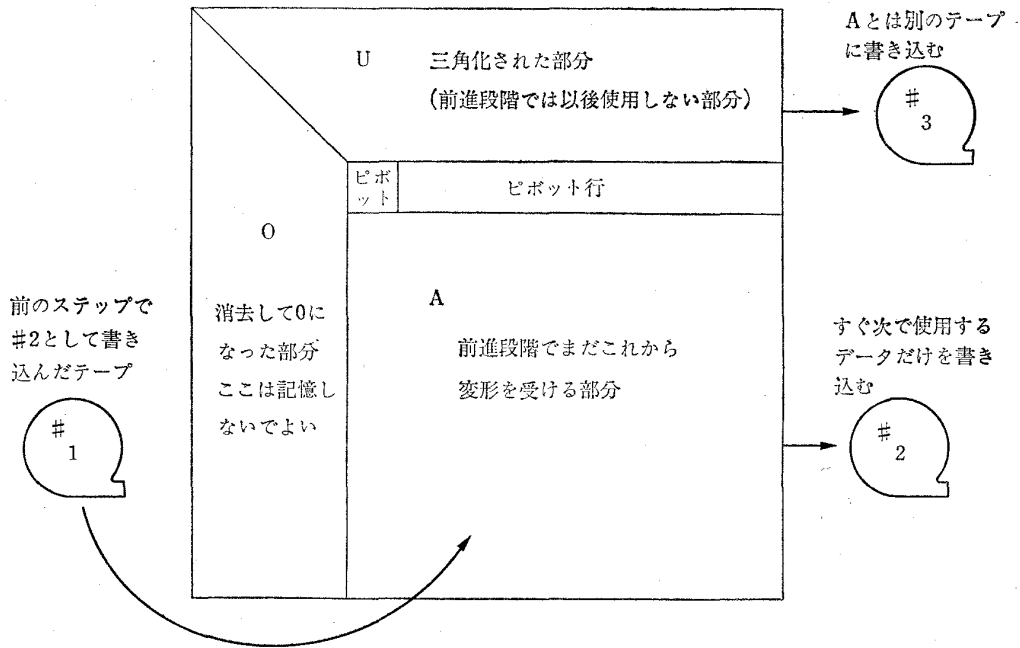 U 三角化された部分
(前進段階では以後使用しない部分)
Aとは別のテープ
に書き込む
#
3
ピボ
ット
ピボット行
O
消去して0に
なった部分
ここは記憶し
ないでよい
A
前進段階でまだこれから
変形を受ける部分
前のステップで
#2として書き
込んだテープ
#
1
すぐ次で使用する
データだけを書き
込む
#
2